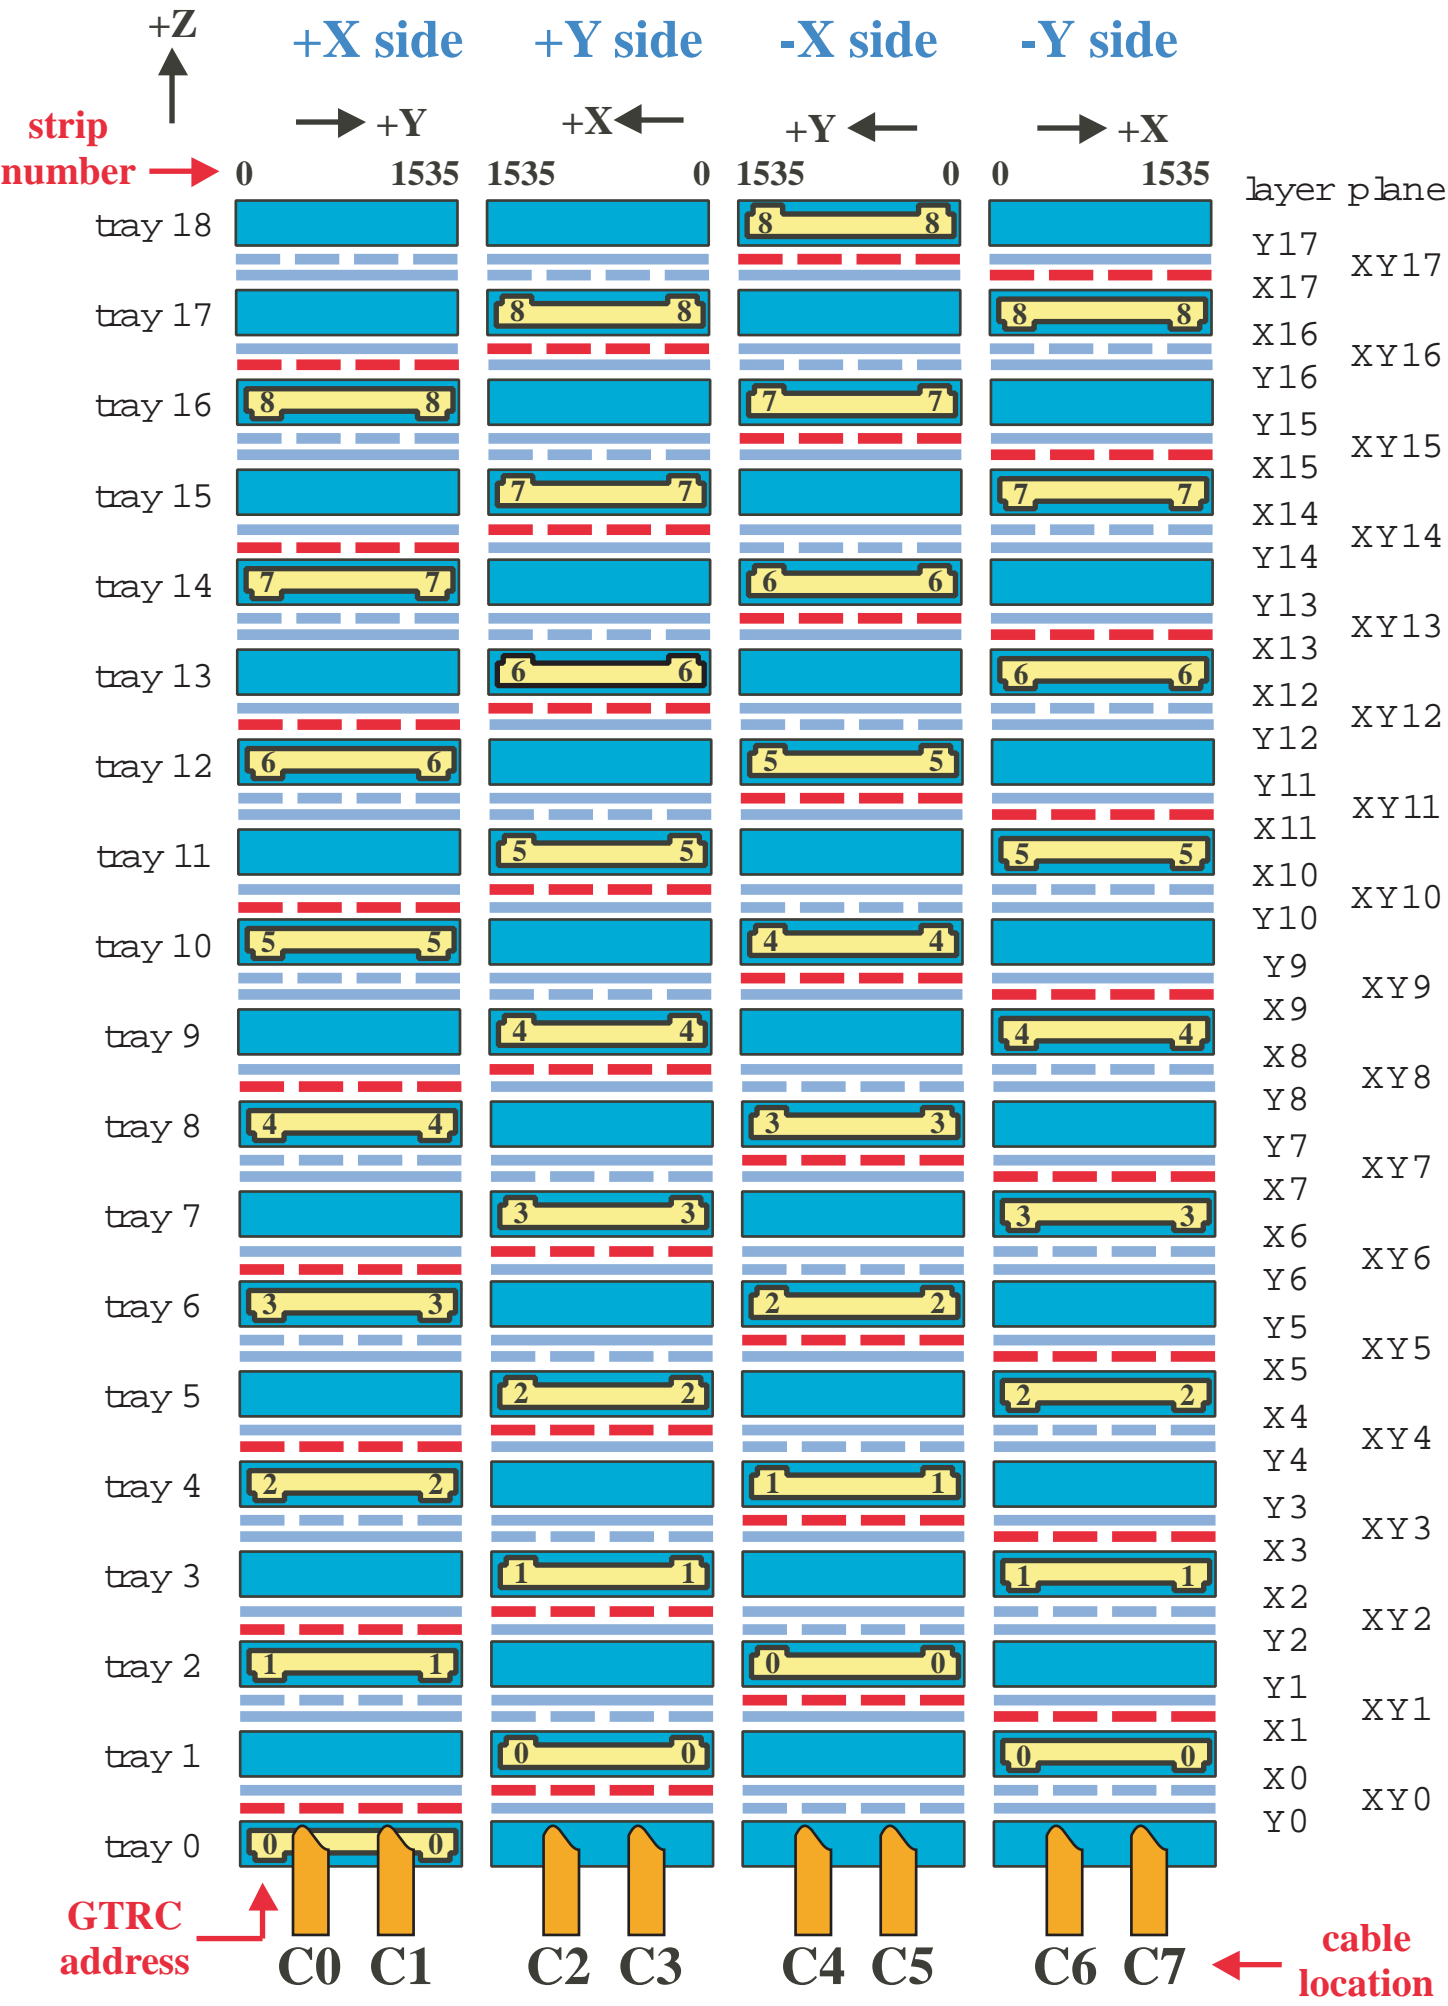 +Z +X side +Y side -X side -Y side
strip number
+Y +X +Y +X
0 1535 1535 0 1535 0 0 1535
layer plane
tray 18 8 8
Y17
XY17
X17
tray 17 8 8 8 8
X16
XY16
Y16
tray 16 8 8 7 7
Y15
XY15
X15
tray 15 7 7 7 7
X14
XY14
Y14
tray 14 7 7 6 6
Y13
XY13
X13
tray 13 6 6 6 6
X12
XY12
Y12
tray 12 6 6 5 5
Y11
XY11
X11
tray 11 5 5 5 5
X10
XY10
Y10
tray 10 5 5 4 4
Y9
XY9
X9
tray 9 4 4 4 4
X8
XY8
Y8
tray 8 4 4 3 3
Y7
XY7
X7
tray 7 3 3 3 3
X6
XY6
Y6
tray 6 3 3 2 2
Y5
XY5
X5
tray 5 2 2 2 2
X4
XY4
Y4
tray 4 2 2 1 1
Y3
XY3
X3
tray 3 1 1 1 1
X2
XY2
Y2
tray 2 1 1 0 0
Y1
XY1
X1
tray 1 0 0 0 0
X0
XY0
Y0
tray 0 0 0
GTRC
address
C0 C1 C2 C3 C4 C5 C6 C7
cable
location